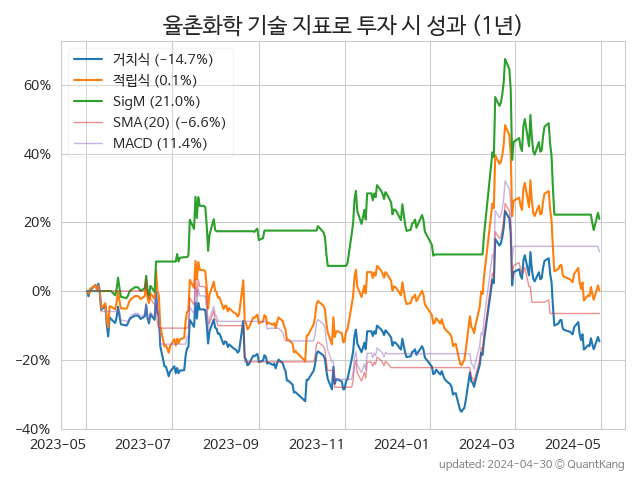 율촌화학 기술 지표로 투자 시 성과 (1년)
거치식 (−14.7%)
적립식 (0.1%)
SigM (21.0%)
SMA(20) (−6.6%)
MACD (11.4%)
60%
40%
20%
0%
−20%
−40%
2023-05 2023-07 2023-09 2023-11 2024-01 2024-03 2024-05
updated: 2024-04-30 © QuantKang